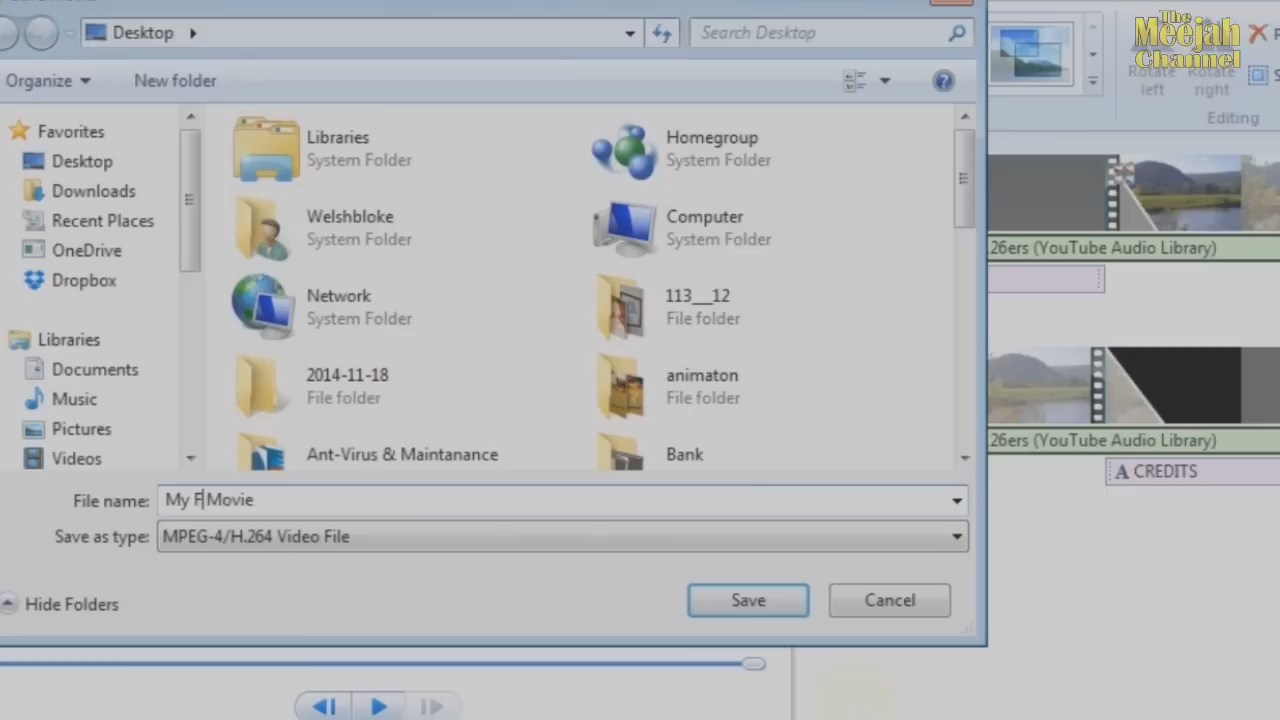 The
Meejah
Channel
Desktop
Search Desktop
Organize
New folder
Rotate left
Rotate right
Editing
Favorites
Desktop
Downloads
Recent Places
OneDrive
Dropbox
Libraries
Documents
Music
Pictures
Videos
Libraries
System Folder
Homegroup
System Folder
Welshbloke
System Folder
Computer
System Folder
Network
System Folder
113__12
File folder
2014-11-18
File folder
animaton
File folder
Ant-Virus & Maintanance
Bank
26ers (YouTube Audio Library)
26ers (YouTube Audio Library)
A CREDITS
File name: My F Movie
Save as type: MPEG-4/H.264 Video File
Hide Folders
Save
Cancel